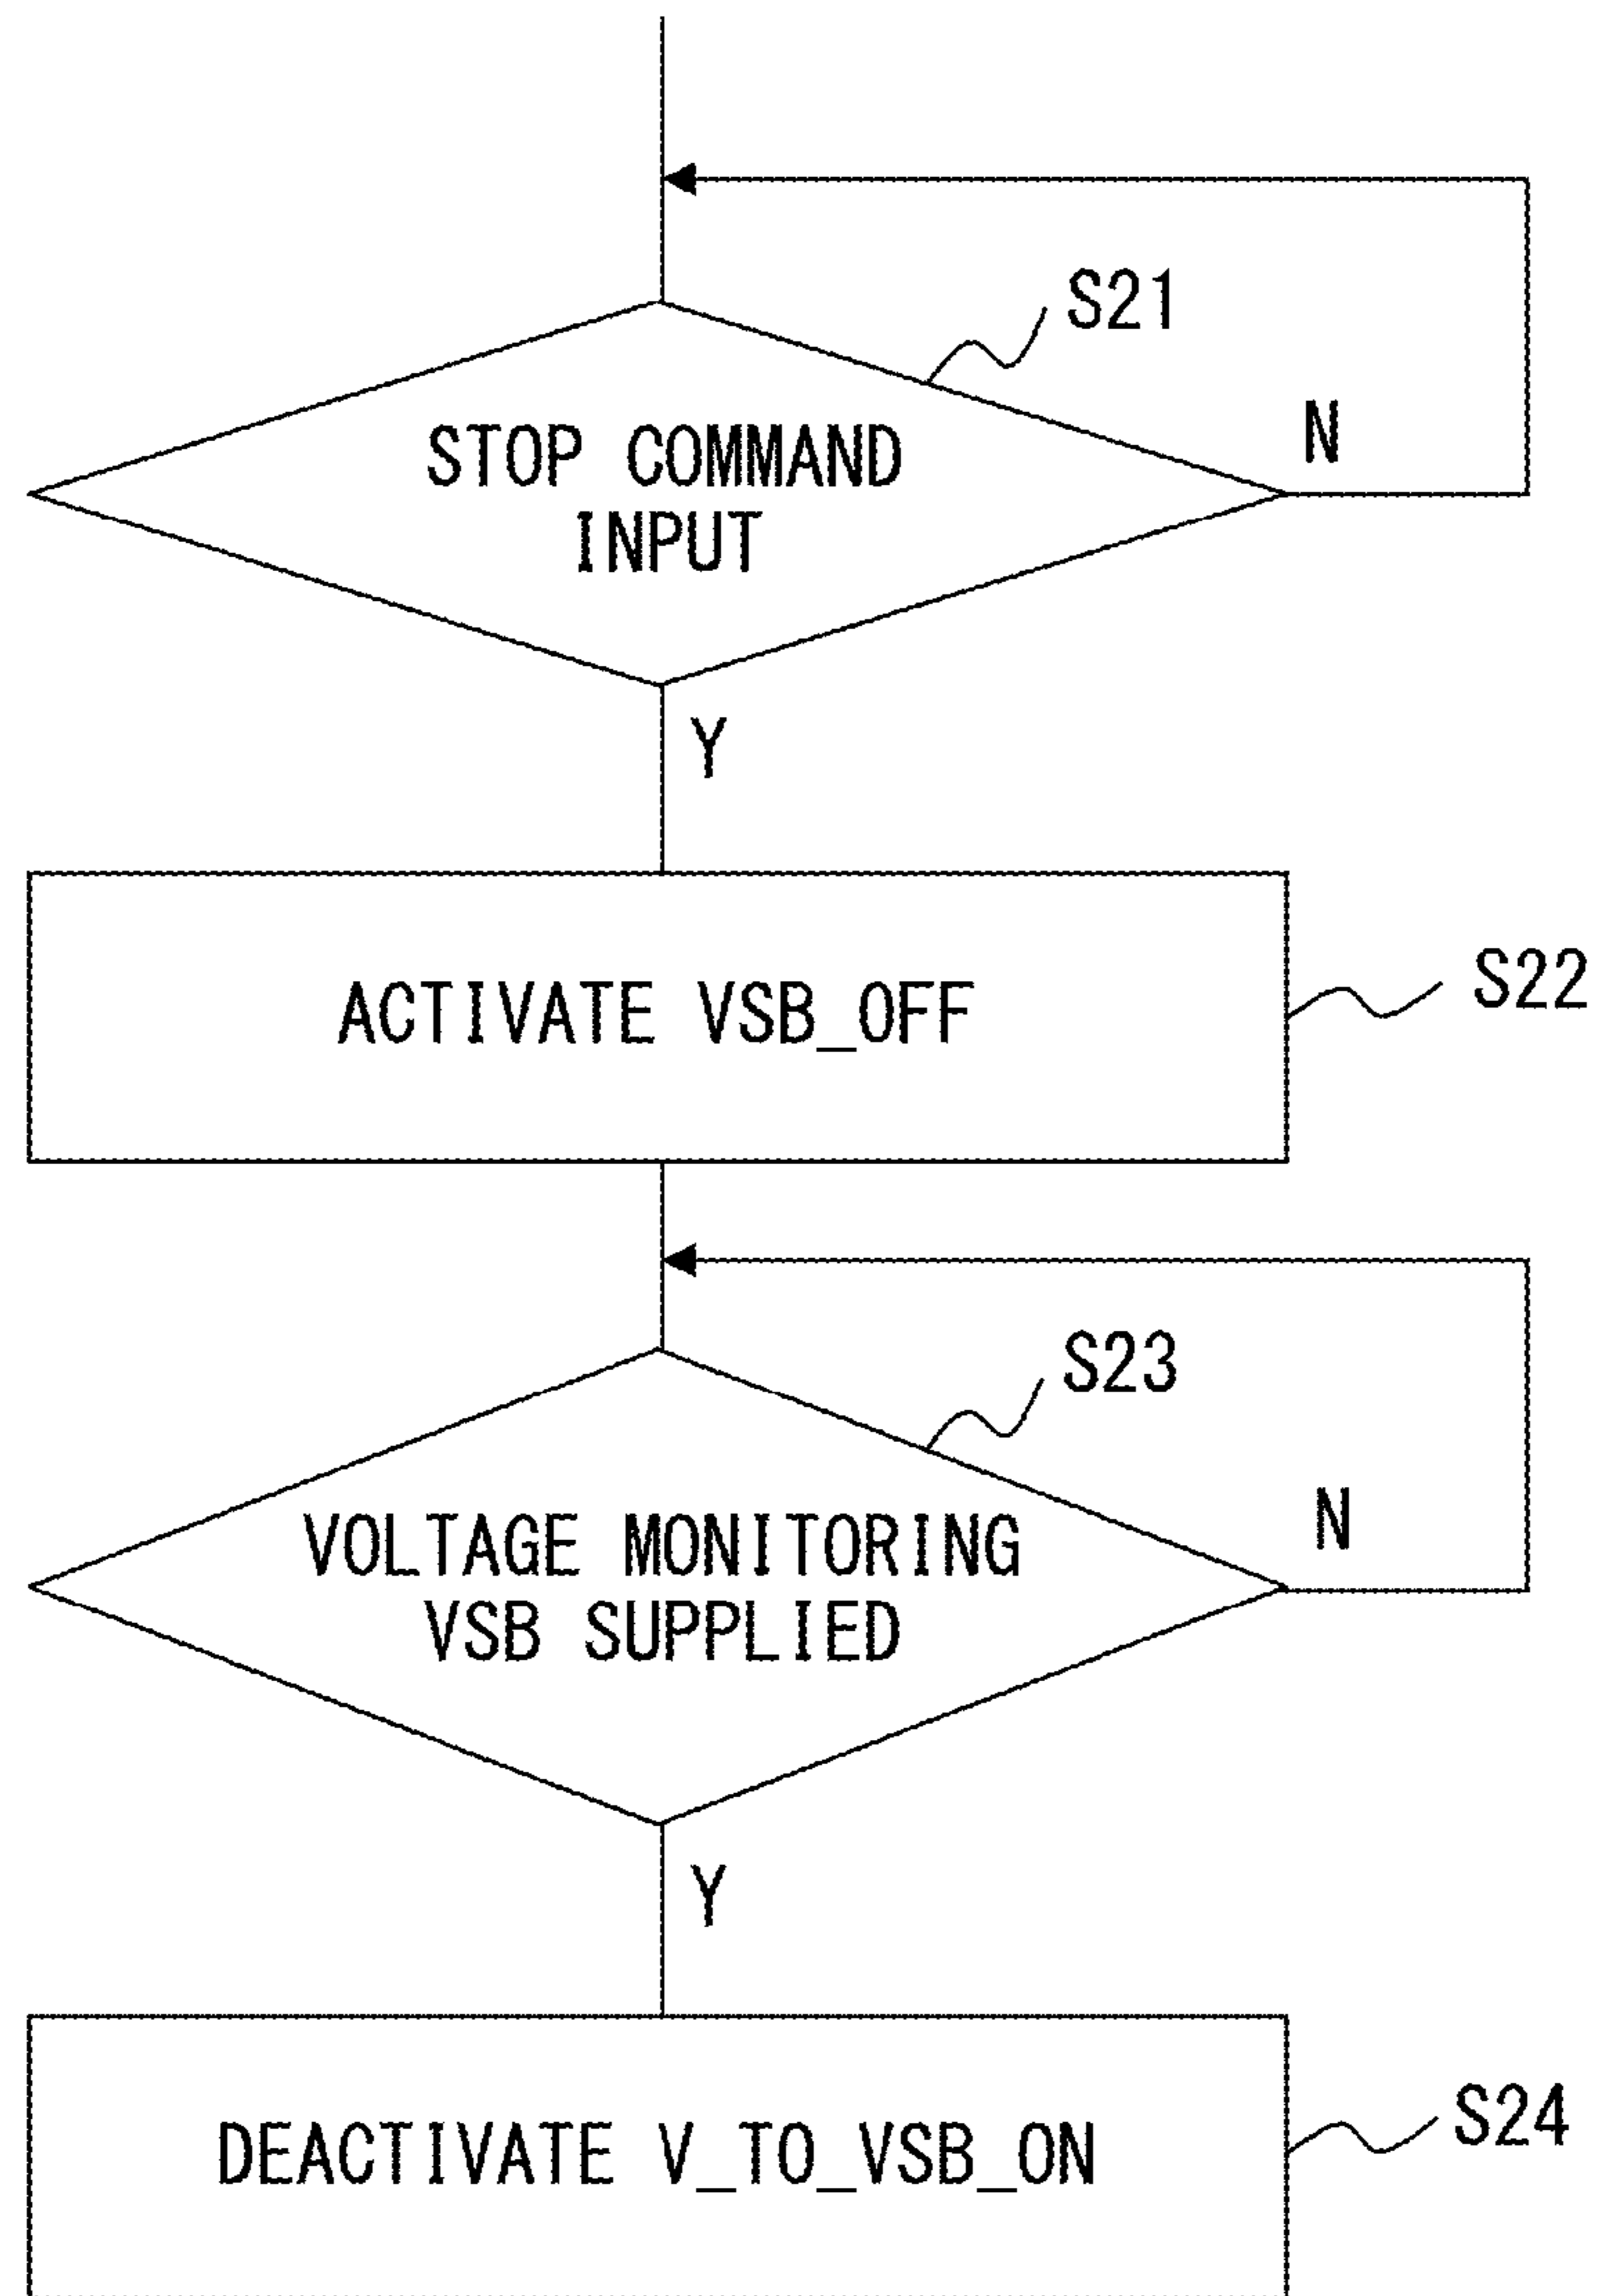 S21
STOP COMMAND
INPUT
N
Y
ACTIVATE VSB_OFF
S22
S23
VOLTAGE MONITORING
VSB SUPPLIED
N
Y
DEACTIVATE V_TO_VSB_ON
S24